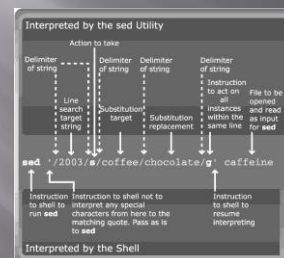 Interpreted by the sed Utility
Action to take
Delimiter of string
Delimiter of string
Delimiter of string
Delimiter of string
Line search target string
Substitution target
Substitution replacement
Instruction to act on all instances within the same line
File to be opened and read as input for sed
sed '/2003/s/coffee/chocolate/g' caffeine
Instruction to shell to run sed
Instruction to shell not to interpret any special characters from here to the matching quote. Pass as is to sed
Instruction to shell to resume interpreting
Interpreted by the Shell